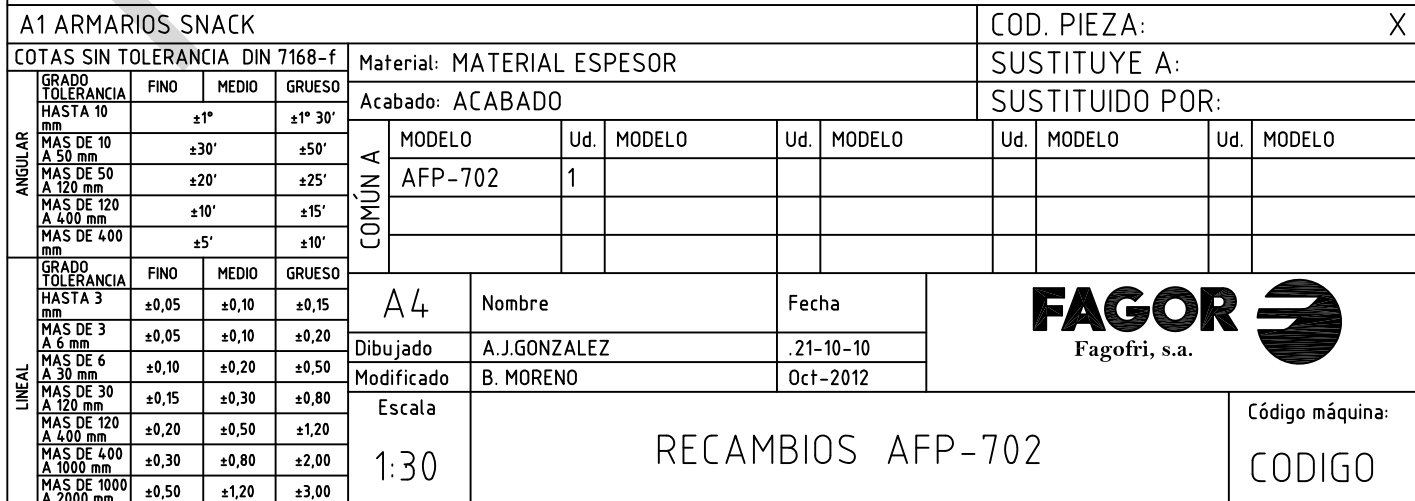 A1 ARMARIOS SNACK
COD. PIEZA: X
COTAS SIN TOLERANCIA DIN 7168-f
Material: MATERIAL ESPESOR
SUSTITUYE A:
Acabado: ACABADO
SUSTITUIDO POR:
ANGULAR
GRADO TOLERANCIA FINO MEDIO GRUESO
HASTA 10 mm ±1° ±1° 30'
MAS DE 10 A 50 mm ±30' ±50'
MAS DE 50 A 120 mm ±20' ±25'
MAS DE 120 A 400 mm ±10' ±15'
MAS DE 400 mm ±5' ±10'
LINEAL
GRADO TOLERANCIA FINO MEDIO GRUESO
HASTA 3 mm ±0,05 ±0,10 ±0,15
MAS DE 3 A 6 mm ±0,05 ±0,10 ±0,20
MAS DE 6 A 30 mm ±0,10 ±0,20 ±0,50
MAS DE 30 A 120 mm ±0,15 ±0,30 ±0,80
MAS DE 120 A 400 mm ±0,20 ±0,50 ±1,20
MAS DE 400 A 1000 mm ±0,30 ±0,80 ±2,00
MAS DE 1000 A 2000 mm ±0,50 ±1,20 ±3,00
COMÚN A
MODELO Ud. MODELO Ud. MODELO Ud. MODELO Ud. MODELO
AFP-702 1
A4 Nombre Fecha
Dibujado A.J.GONZALEZ .21-10-10
Modificado B. MORENO Oct-2012
FAGOR
Fagofri, s.a.
Escala
1:30
RECAMBIOS AFP-702
Código máquina:
CODIGO